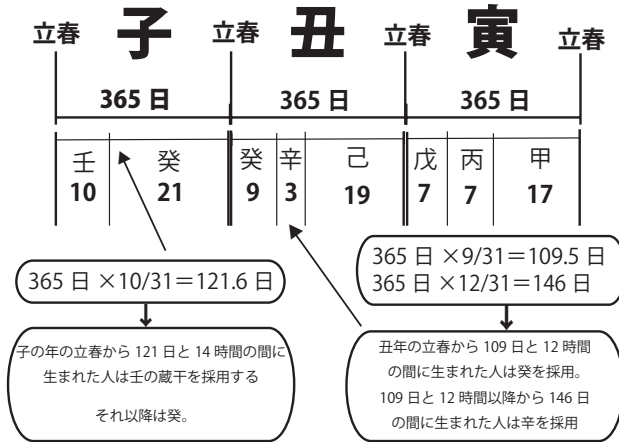 立春 子 立春 丑 立春 寅 立春
365 日 365 日 365 日
壬 癸 癸 辛 己 戊 丙 甲
10 21 9 3 19 7 7 17
365 日 ×10/31＝121.6 日
子の年の立春から 121 日と 14 時間の間に
生まれた人は壬の蔵干を採用する
それ以降は癸。
365 日 ×9/31＝109.5 日
365 日 ×12/31＝146 日
丑年の立春から 109 日と 12 時間
の間に生まれた人は癸を採用。
109 日と 12 時間以降から 146 日
の間に生まれた人は辛を採用